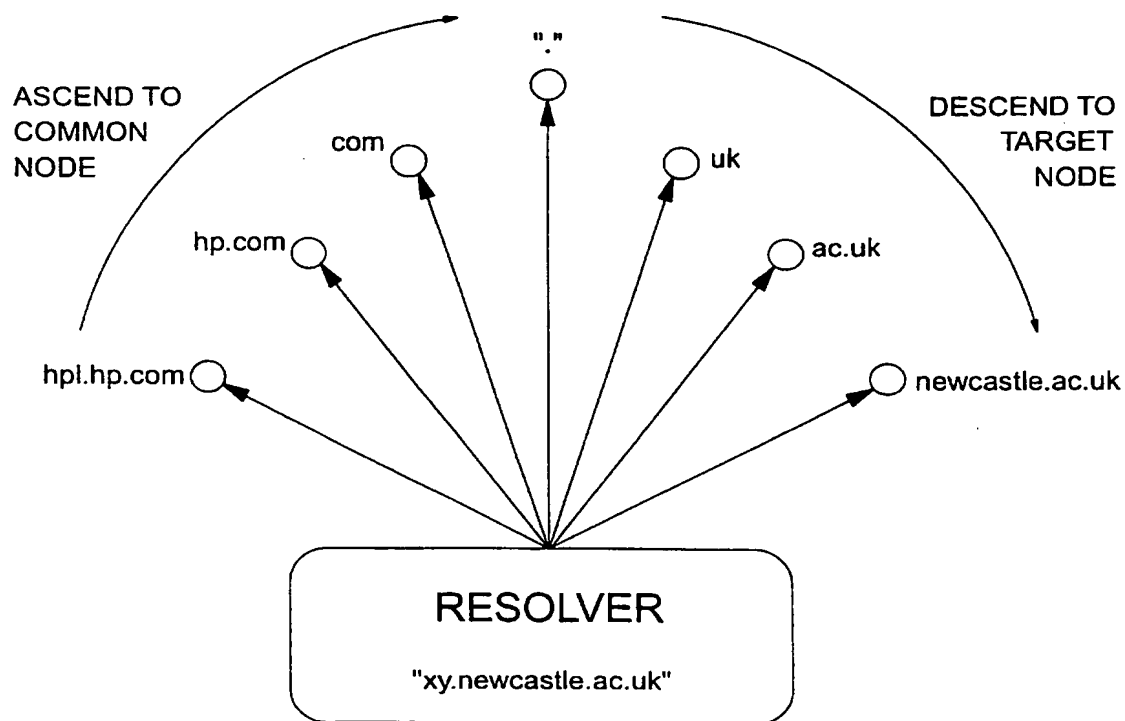 "."
ASCEND TO
COMMON
NODE
DESCEND TO
TARGET
NODE
com
uk
hp.com
ac.uk
hpl.hp.com
newcastle.ac.uk
RESOLVER
"xy.newcastle.ac.uk"